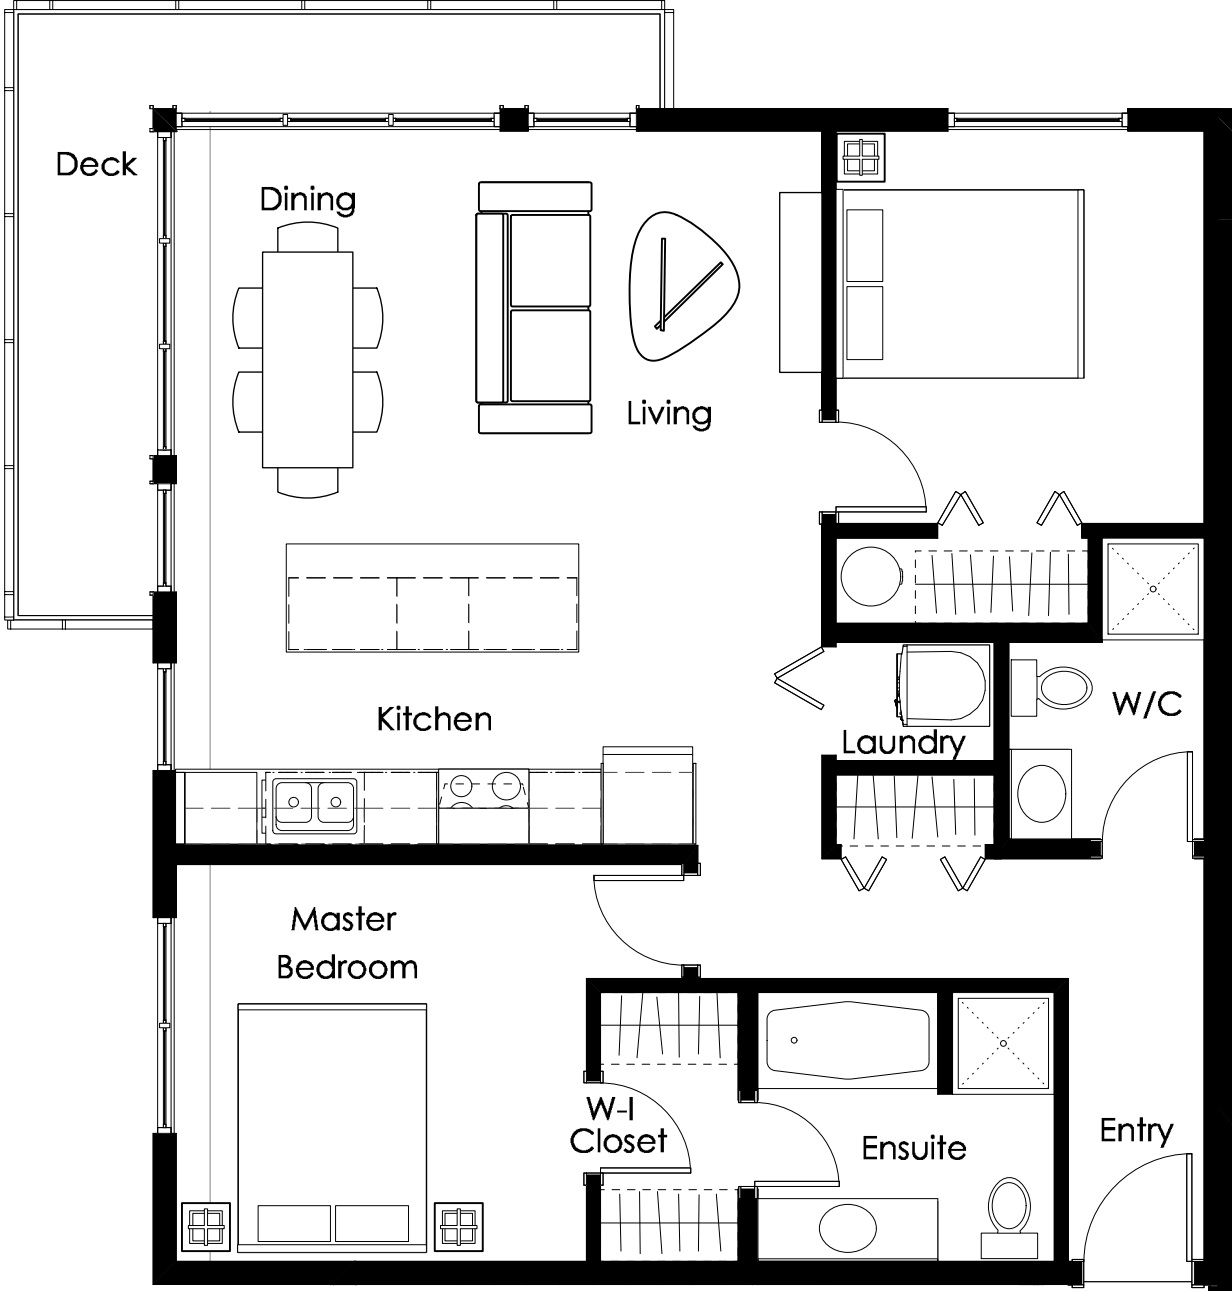 Deck
Dining
Living
Kitchen
W/C
Laundry
Master
Bedroom
W-I
Closet
Ensuite
Entry